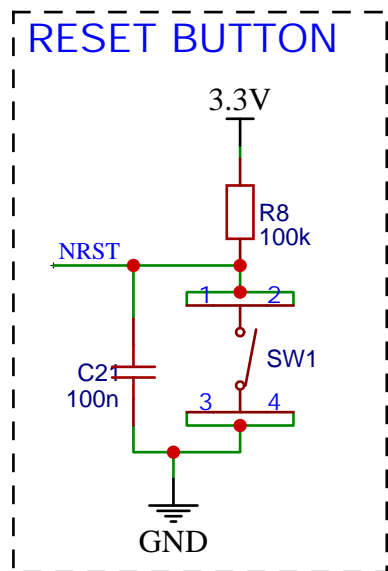 RESET BUTTON
3.3V
R8
100k
NRST
1 2
SW1
C21
100n
3 4
GND